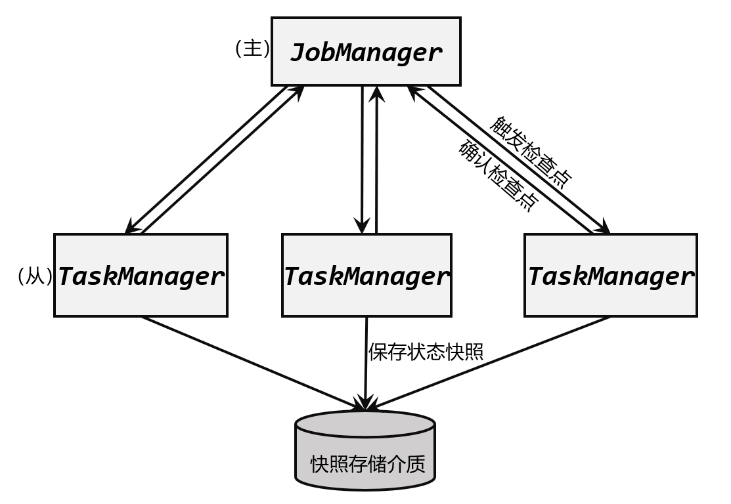 (主)
JobManager
触发检查点
确认检查点
(从)
TaskManager
TaskManager
TaskManager
保存状态快照
快照存储介质